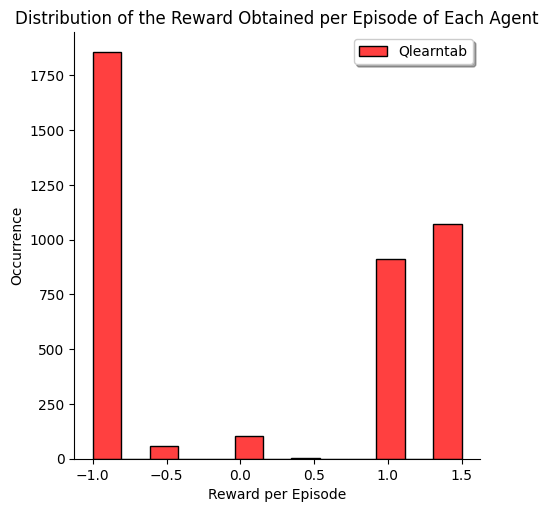 Distribution of the Reward Obtained per Episode of Each Agent
Qlearntab
1750
1500
1250
1000
750
500
250
0
Occurrence
−1.0 −0.5 0.0 0.5 1.0 1.5
Reward per Episode